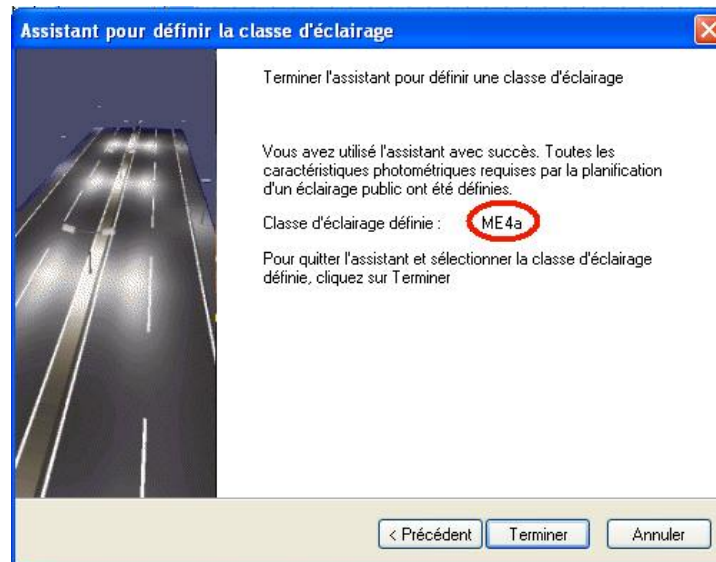 Assistant pour définir la classe d'éclairage
Terminer l'assistant pour définir une classe d'éclairage
Vous avez utilisé l'assistant avec succès. Toutes les
caractéristiques photométriques requises par la planification
d'un éclairage public ont été définies.
Classe d'éclairage définie : ME4a
Pour quitter l'assistant et sélectionner la classe d'éclairage
définie, cliquez sur Terminer
< Précédent Terminer Annuler